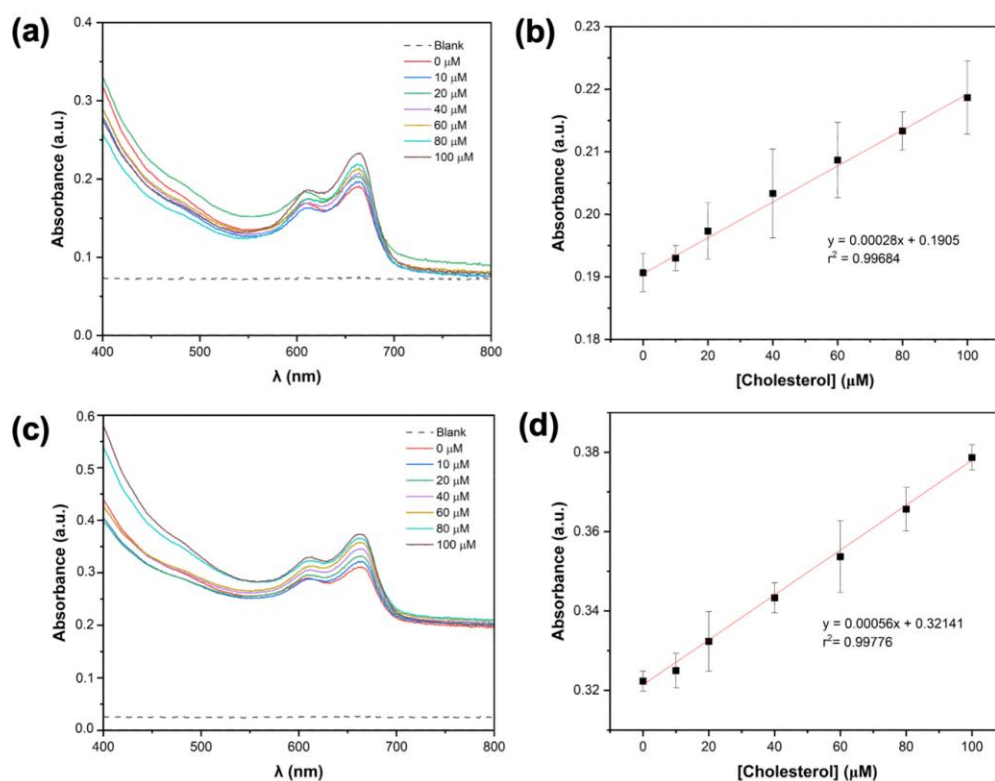 (a)
0.4
0.3
0.2
0.1
0.0
Absorbance (a.u.)
400
500
600
700
800
λ (nm)
Blank
0 μM
10 μM
20 μM
40 μM
60 μM
80 μM
100 μM
(b)
0.23
0.22
0.21
0.20
0.19
0.18
Absorbance (a.u.)
0
20
40
60
80
100
[Cholesterol] (μM)
y = 0.00028x + 0.1905
r² = 0.99684
(c)
0.6
0.5
0.4
0.3
0.2
0.1
0.0
Absorbance (a.u.)
400
500
600
700
800
λ (nm)
Blank
0 μM
10 μM
20 μM
40 μM
60 μM
80 μM
100 μM
(d)
0.38
0.36
0.34
0.32
Absorbance (a.u.)
0
20
40
60
80
100
[Cholesterol] (μM)
y = 0.00056x + 0.32141
r²= 0.99776